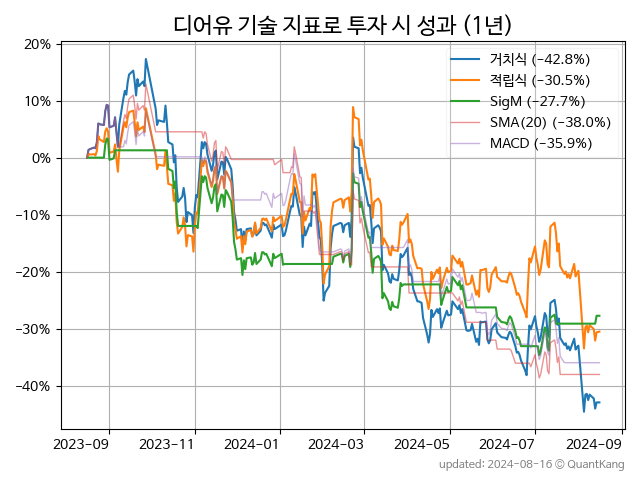 디어유 기술 지표로 투자 시 성과 (1년)
20%
10%
0%
−10%
−20%
−30%
−40%
거치식 (−42.8%)
적립식 (−30.5%)
SigM (−27.7%)
SMA(20) (−38.0%)
MACD (−35.9%)
2023-09 2023-11 2024-01 2024-03 2024-05 2024-07 2024-09
updated: 2024-08-16 © QuantKang